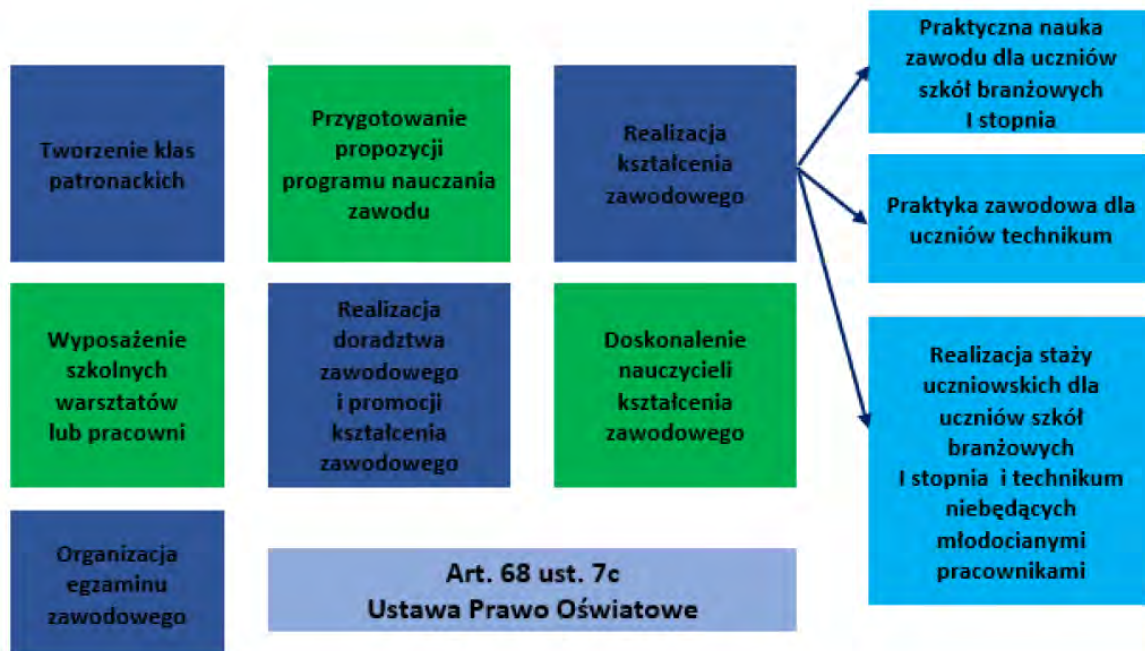 Tworzenie klas
patronackich
Przygotowanie
propozycji
programu nauczania
zawodu
Realizacja
kształcenia
zawodowego
Praktyczna nauka
zawodu dla uczniów
szkół branżowych
I stopnia
Praktyka zawodowa dla
uczniów technikum
Realizacja staży
uczniowskich dla
uczniów szkół
branżowych
I stopnia i technikum
niebędących
młodocianymi
pracownikami
Wyposażenie
szkolnych
warsztatów
lub pracowni
Realizacja
doradztwa
zawodowego
i promocji
kształcenia
zawodowego
Doskonalenie
nauczycieli
kształcenia
zawodowego
Organizacja
egzaminu
zawodowego
Art. 68 ust. 7c
Ustawa Prawo Oświatowe